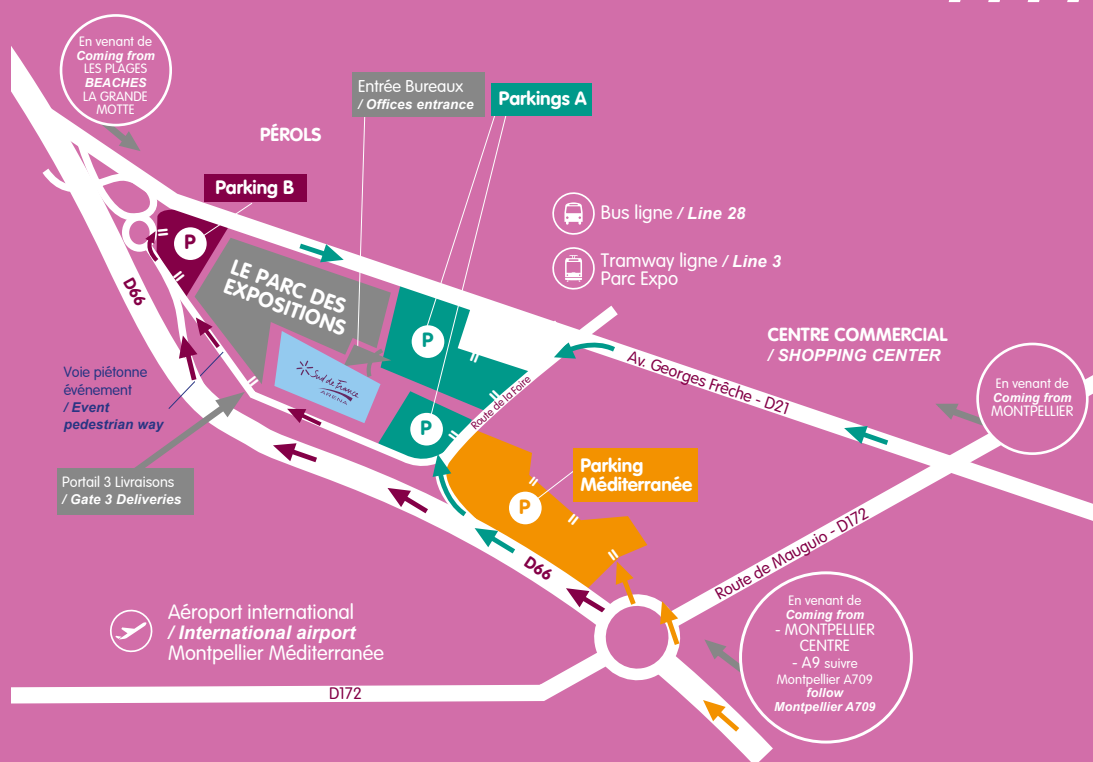 En venant de
Coming from
LES PLAGES
BEACHES
LA GRANDE
MOTTE
Entrée Bureaux
/ Offices entrance
Parkings A
PÉROLS
Parking B
P
Bus ligne / Line 28
Tramway ligne / Line 3
Parc Expo
LE PARC DES
EXPOSITIONS
D66
P
CENTRE COMMERCIAL
/ SHOPPING CENTER
Av. Georges Frêche - D21
En venant de
Coming from
MONTPELLIER
Voie piétonne
événement
/ Event
pedestrian way
Sud de France
ARENA
Route de la Foire
P
Portail 3 Livraisons
/ Gate 3 Deliveries
Parking
Méditerranée
P
D66
Route de Mauguio - D172
Aéroport international
/ International airport
Montpellier Méditerranée
En venant de
Coming from
- MONTPELLIER
CENTRE
- A9 suivre
Montpellier A709
follow
Montpellier A709
D172